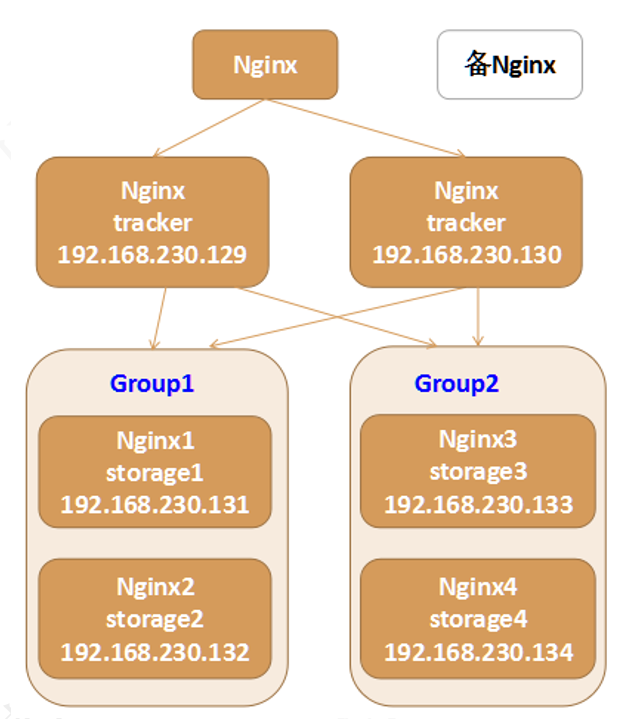 Nginx
备Nginx
Nginx
tracker
192.168.230.129
Nginx
tracker
192.168.230.130
Group1
Nginx1
storage1
192.168.230.131
Nginx2
storage2
192.168.230.132
Group2
Nginx3
storage3
192.168.230.133
Nginx4
storage4
192.168.230.134